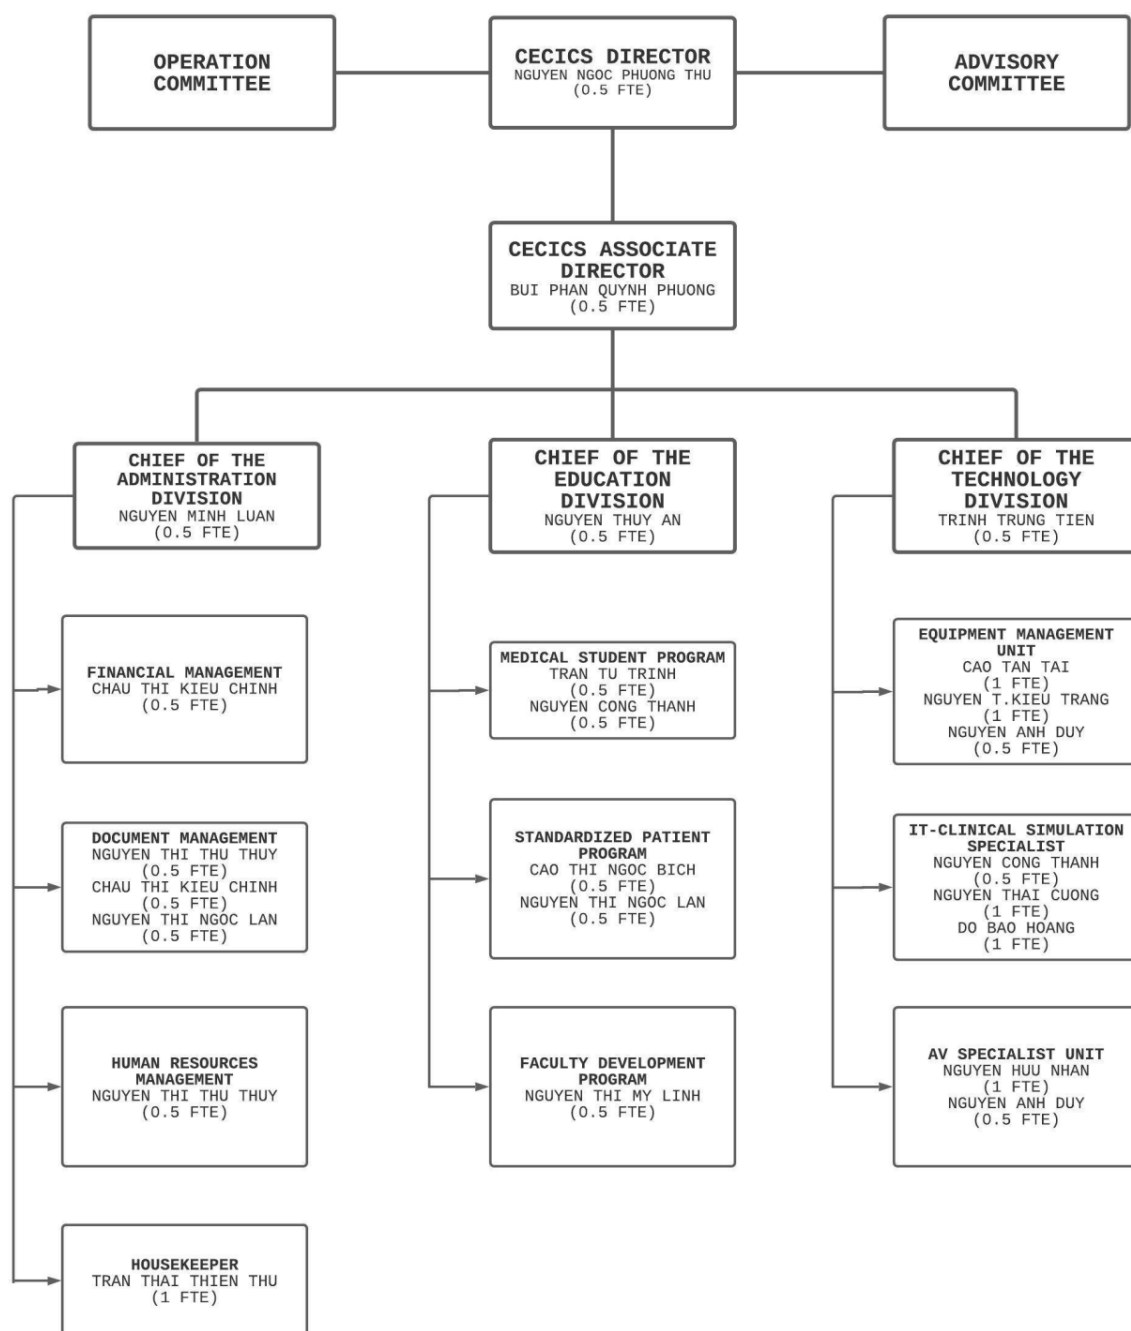 OPERATION
COMMITTEE
CECICS DIRECTOR
NGUYEN NGOC PHUONG THU
(0.5 FTE)
ADVISORY
COMMITTEE
CECICS ASSOCIATE
DIRECTOR
BUI PHAN QUYNH PHUONG
(0.5 FTE)
CHIEF OF THE
ADMINISTRATION
DIVISION
NGUYEN MINH LUAN
(0.5 FTE)
CHIEF OF THE
EDUCATION
DIVISION
NGUYEN THUY AN
(0.5 FTE)
CHIEF OF THE
TECHNOLOGY
DIVISION
TRINH TRUNG TIEN
(0.5 FTE)
FINANCIAL MANAGEMENT
CHAU THI KIEU CHINH
(0.5 FTE)
MEDICAL STUDENT PROGRAM
TRAN TU TRINH
(0.5 FTE)
NGUYEN CONG THANH
(0.5 FTE)
EQUIPMENT MANAGEMENT
UNIT
CAO TAN TAI
(1 FTE)
NGUYEN T.KIEU TRANG
(1 FTE)
NGUYEN ANH DUY
(0.5 FTE)
DOCUMENT MANAGEMENT
NGUYEN THI THU THUY
(0.5 FTE)
CHAU THI KIEU CHINH
(0.5 FTE)
NGUYEN THI NGOC LAN
(0.5 FTE)
STANDARDIZED PATIENT
PROGRAM
CAO THI NGOC BICH
(0.5 FTE)
NGUYEN THI NGOC LAN
(0.5 FTE)
IT-CLINICAL SIMULATION
SPECIALIST
NGUYEN CONG THANH
(0.5 FTE)
NGUYEN THAI CUONG
(1 FTE)
DO BAO HOANG
(1 FTE)
HUMAN RESOURCES
MANAGEMENT
NGUYEN THI THU THUY
(0.5 FTE)
FACULTY DEVELOPMENT
PROGRAM
NGUYEN THI MY LINH
(0.5 FTE)
AV SPECIALIST UNIT
NGUYEN HUU NHAN
(1 FTE)
NGUYEN ANH DUY
(0.5 FTE)
HOUSEKEEPER
TRAN THAI THIEN THU
(1 FTE)